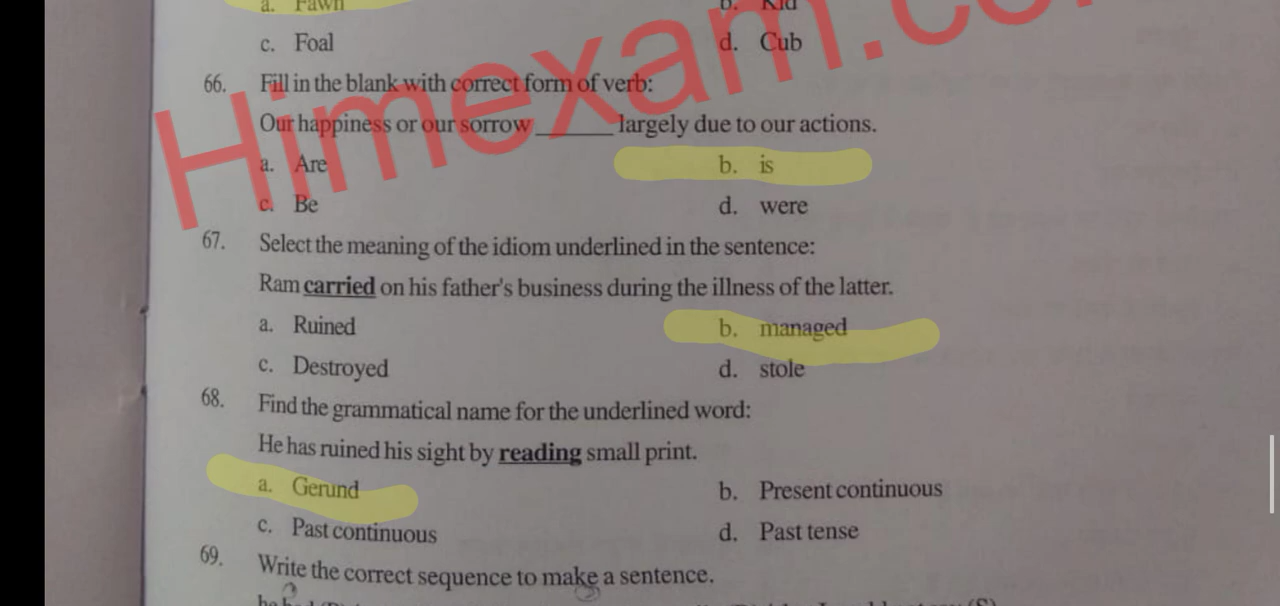 a. Fawn b. Kid
c. Foal d. Cub
Himexam.co
66. Fill in the blank with correct form of verb:
Our happiness or our sorrow ______ largely due to our actions.
a. Are b. is
c. Be d. were
67. Select the meaning of the idiom underlined in the sentence:
Ram carried on his father's business during the illness of the latter.
a. Ruined b. managed
c. Destroyed d. stole
68. Find the grammatical name for the underlined word:
He has ruined his sight by reading small print.
a. Gerund b. Present continuous
c. Past continuous d. Past tense
69. Write the correct sequence to make a sentence.